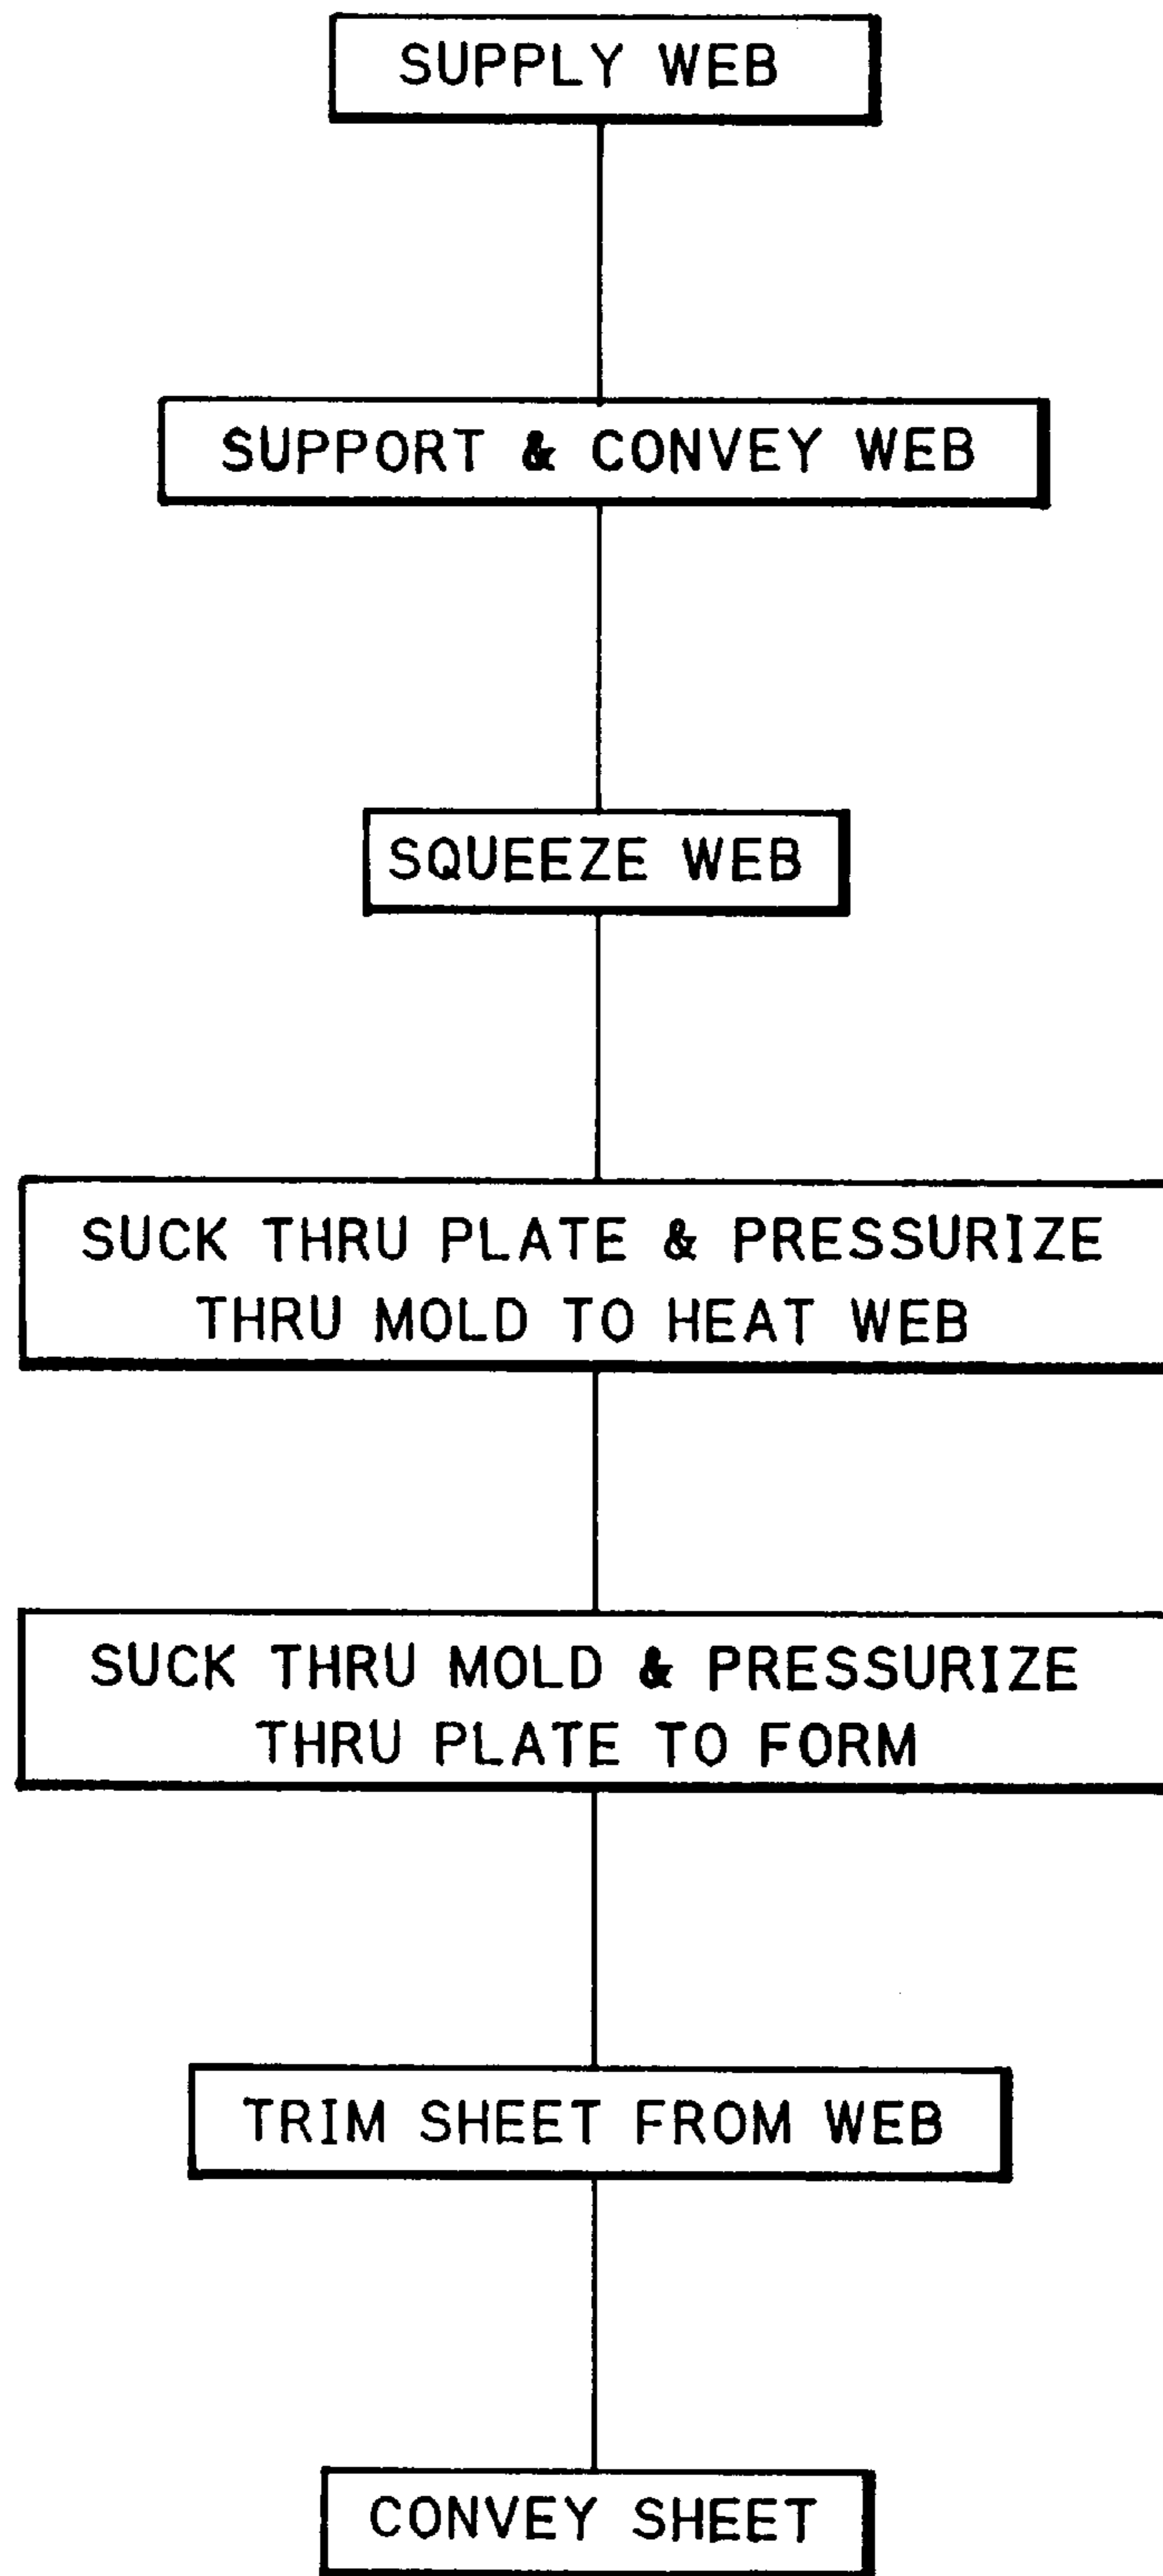 SUPPLY WEB
SUPPORT & CONVEY WEB
SQUEEZE WEB
SUCK THRU PLATE & PRESSURIZE
THRU MOLD TO HEAT WEB
SUCK THRU MOLD & PRESSURIZE
THRU PLATE TO FORM
TRIM SHEET FROM WEB
CONVEY SHEET